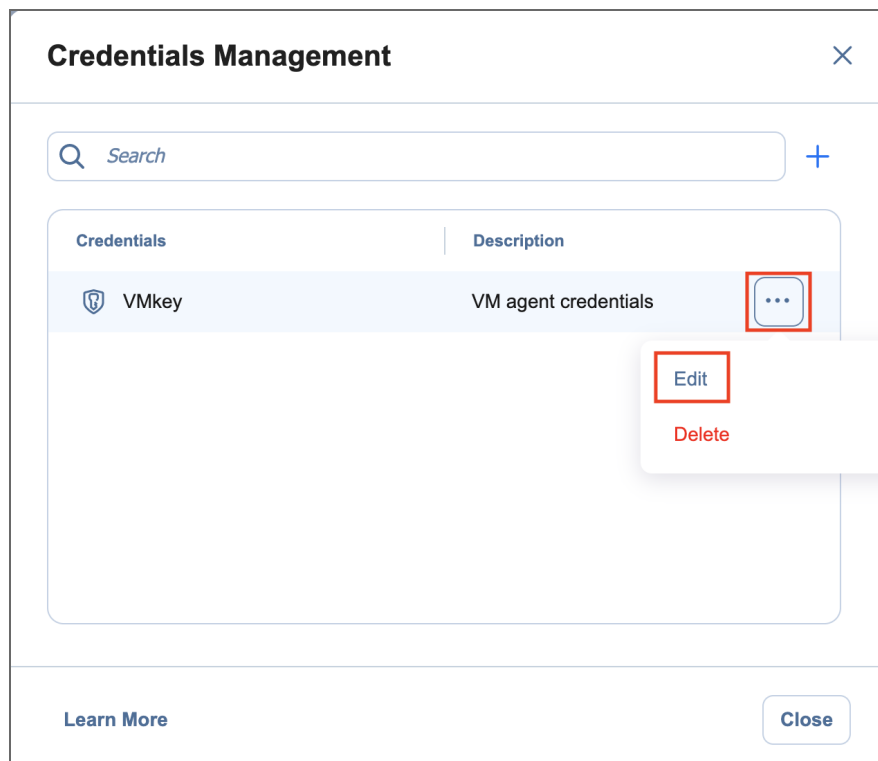 Credentials Management
Search
Credentials Description
VMkey VM agent credentials
Edit
Delete
Learn More Close